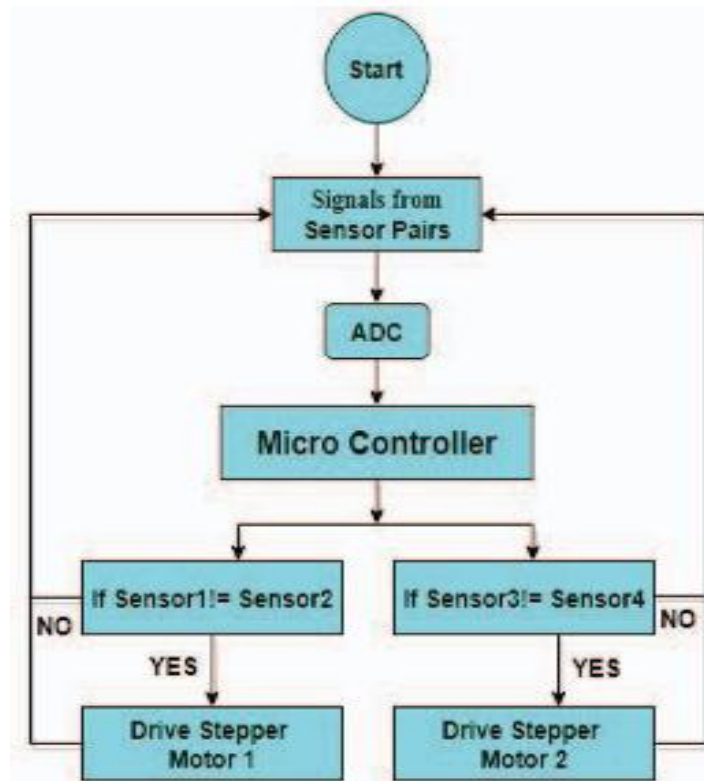 Start
Signals from
Sensor Pairs
ADC
Micro Controller
If Sensor1!= Sensor2
If Sensor3!= Sensor4
NO
NO
YES
YES
Drive Stepper
Motor 1
Drive Stepper
Motor 2